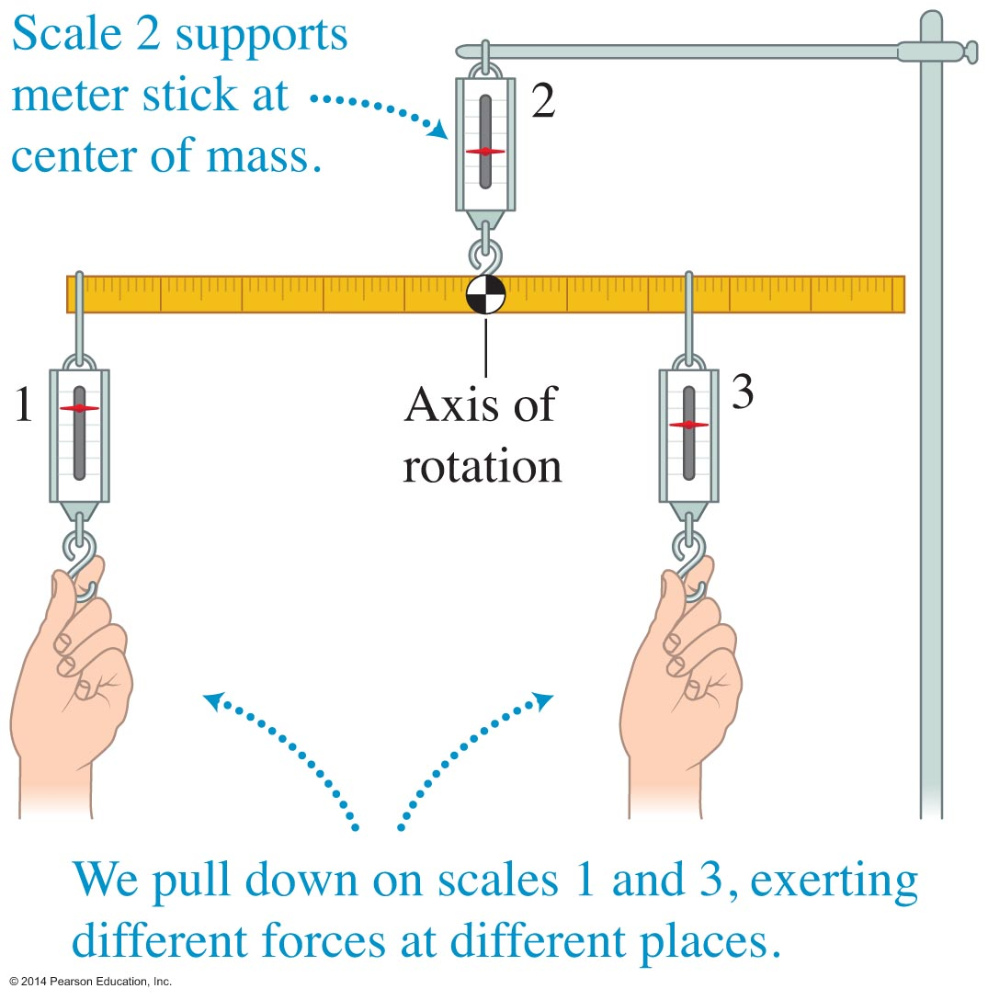 Scale 2 supports
meter stick at
center of mass.
2
1
3
Axis of
rotation
We pull down on scales 1 and 3, exerting
different forces at different places.
© 2014 Pearson Education, Inc.